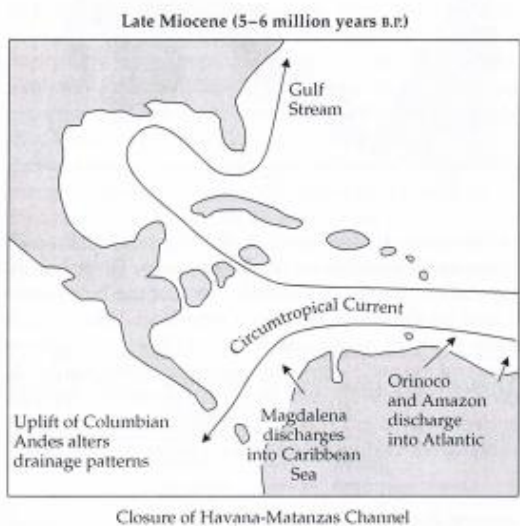 Late Miocene (5–6 million years B.P.)
Gulf
Stream
Circumtropical Current
Uplift of Columbian
Andes alters
drainage patterns
Magdalena
discharges
into Caribbean
Sea
Orinoco
and Amazon
discharge
into Atlantic
Closure of Havana-Matanzas Channel